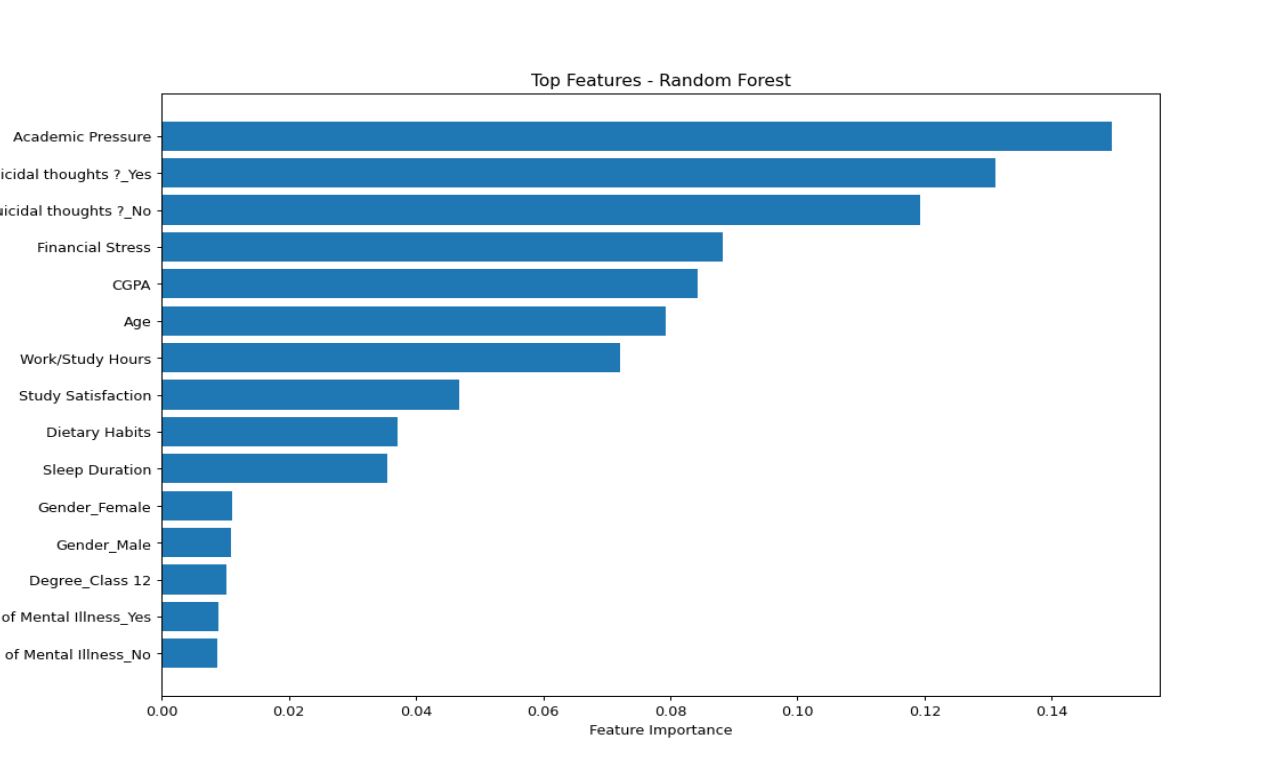 Top Features - Random Forest
Academic Pressure
icidal thoughts ?_Yes
uicidal thoughts ?_No
Financial Stress
CGPA
Age
Work/Study Hours
Study Satisfaction
Dietary Habits
Sleep Duration
Gender_Female
Gender_Male
Degree_Class 12
of Mental Illness_Yes
of Mental Illness_No
0.00 0.02 0.04 0.06 0.08 0.10 0.12 0.14
Feature Importance